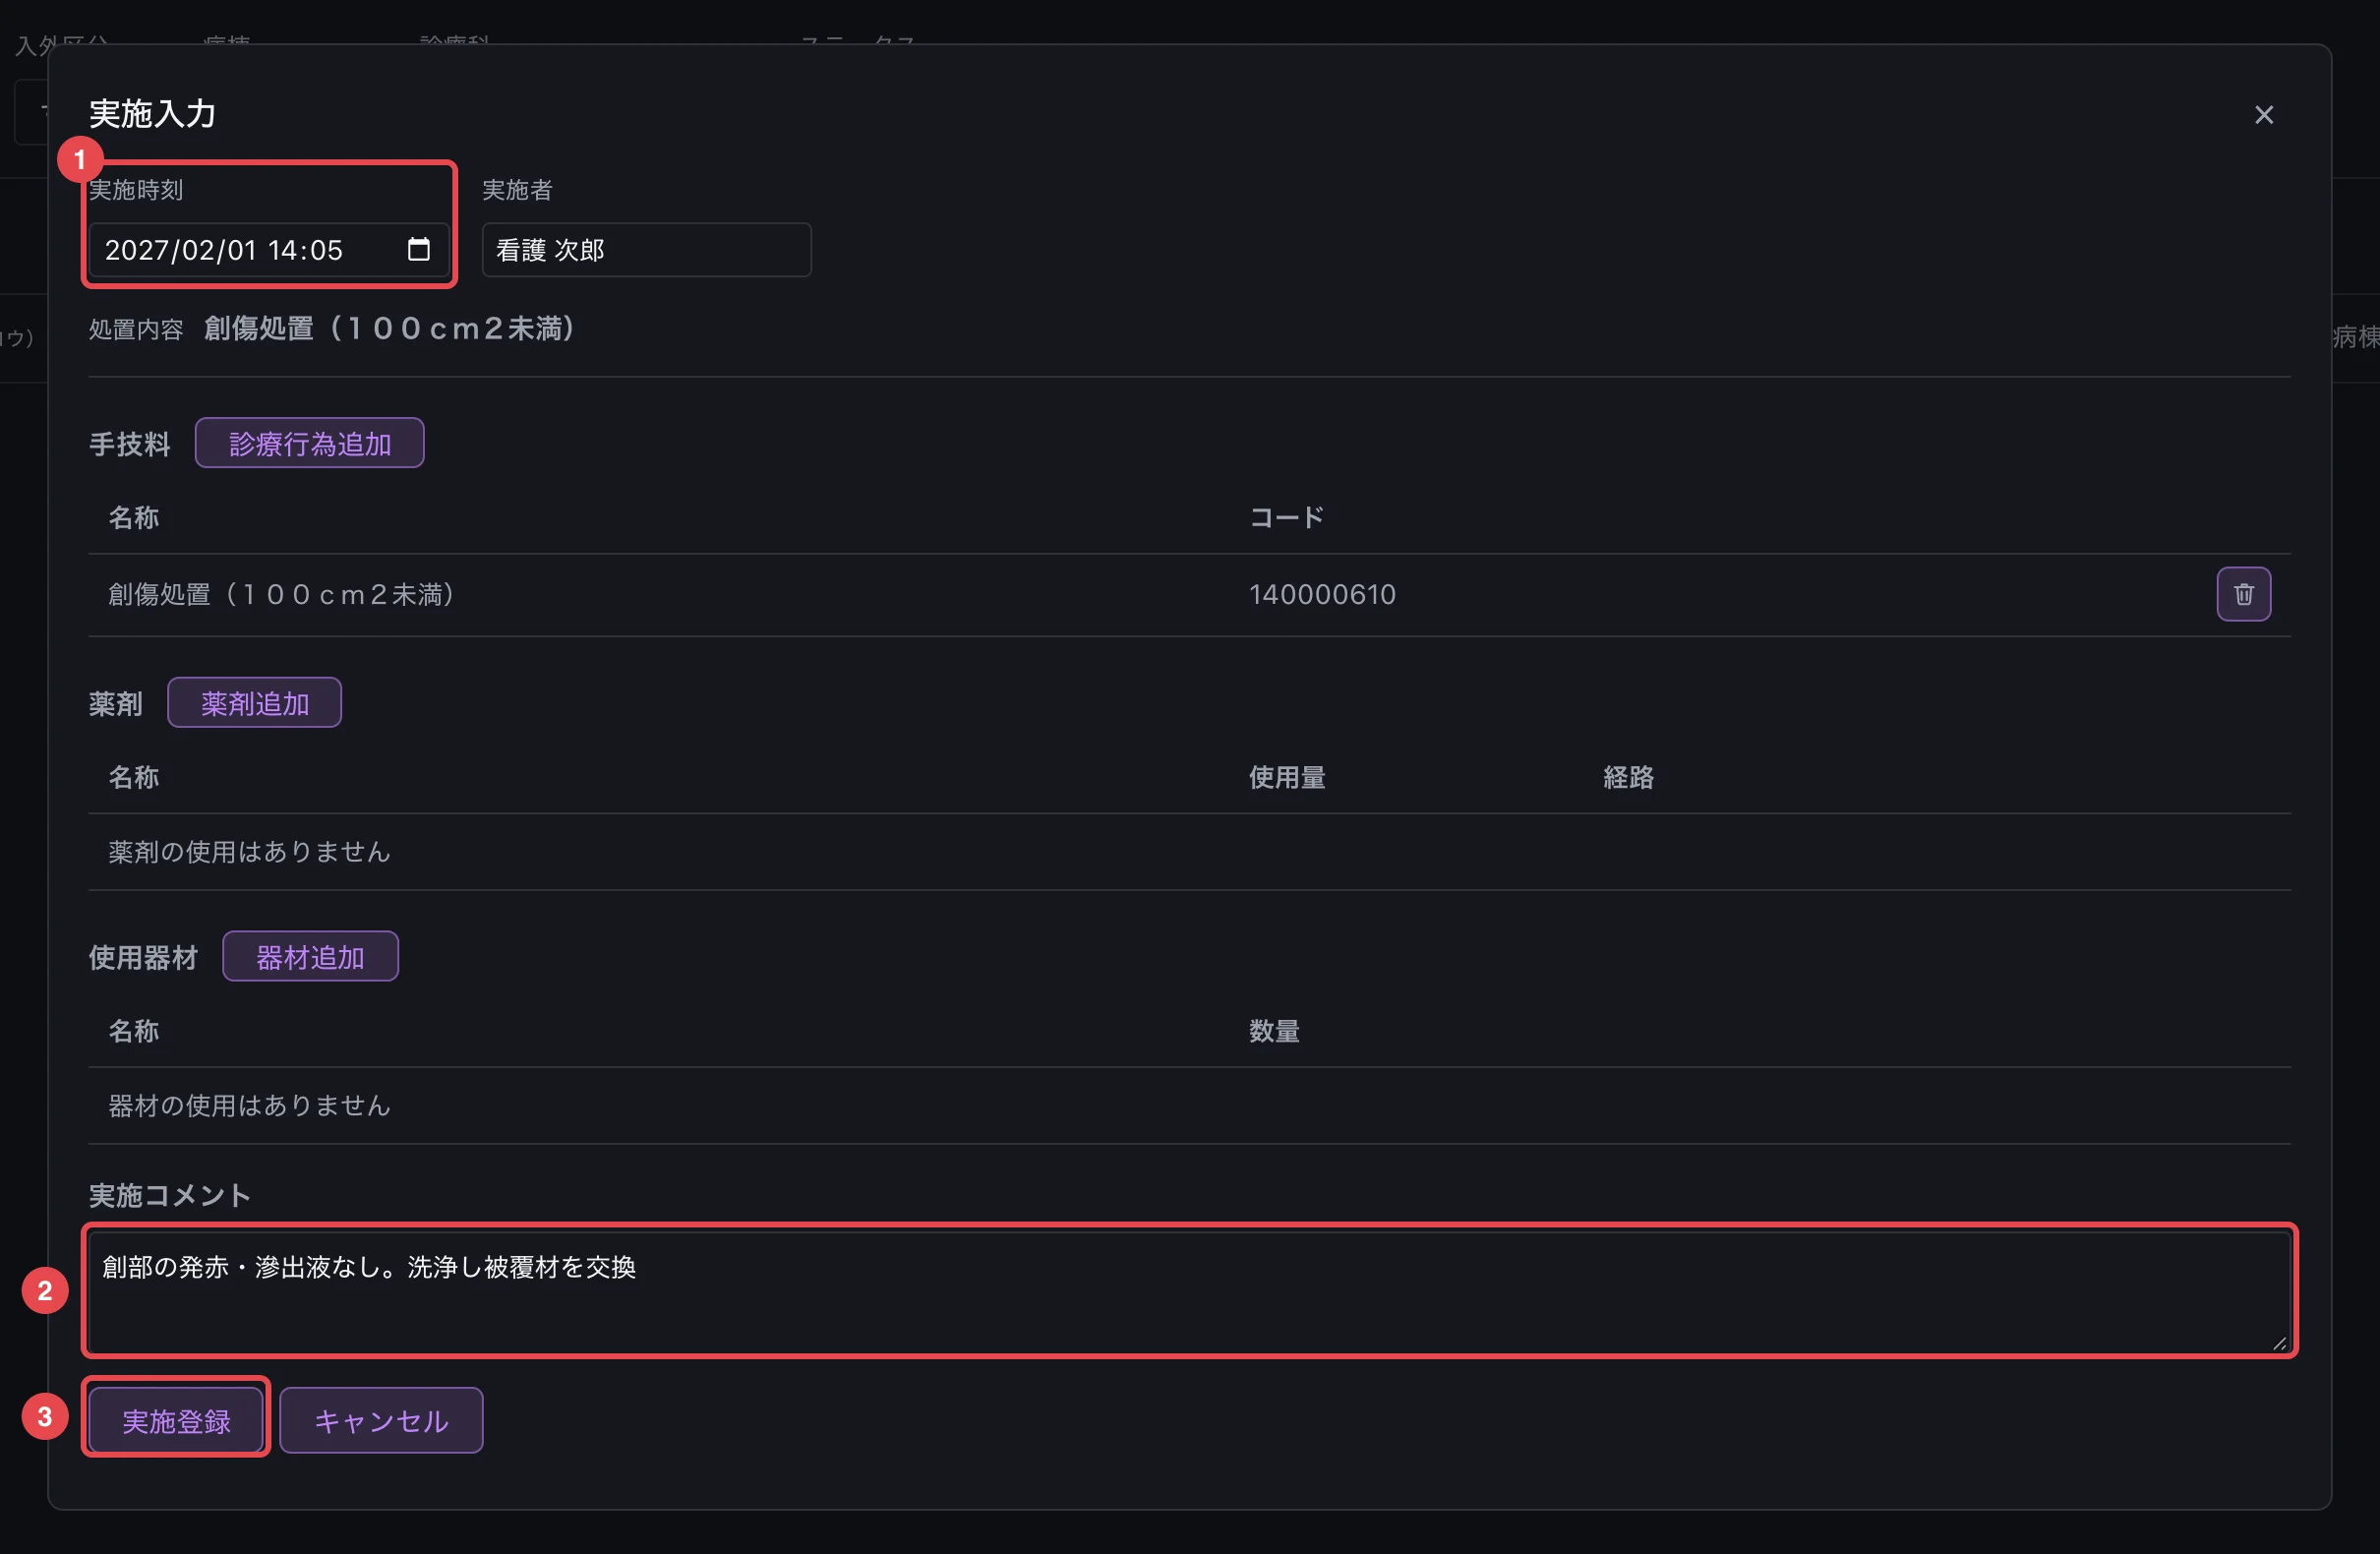 実施入力
×
1
実施時刻
実施者
2027/02/01 14:05
看護 次郎
処置内容 創傷処置（１００ｃｍ２未満）
手技料 診療行為追加
名称 コード
創傷処置（１００ｃｍ２未満） 140000610
薬剤 薬剤追加
名称 使用量 経路
薬剤の使用はありません
使用器材 器材追加
名称 数量
器材の使用はありません
実施コメント
2
創部の発赤・滲出液なし。洗浄し被覆材を交換
3
実施登録 キャンセル
病棟